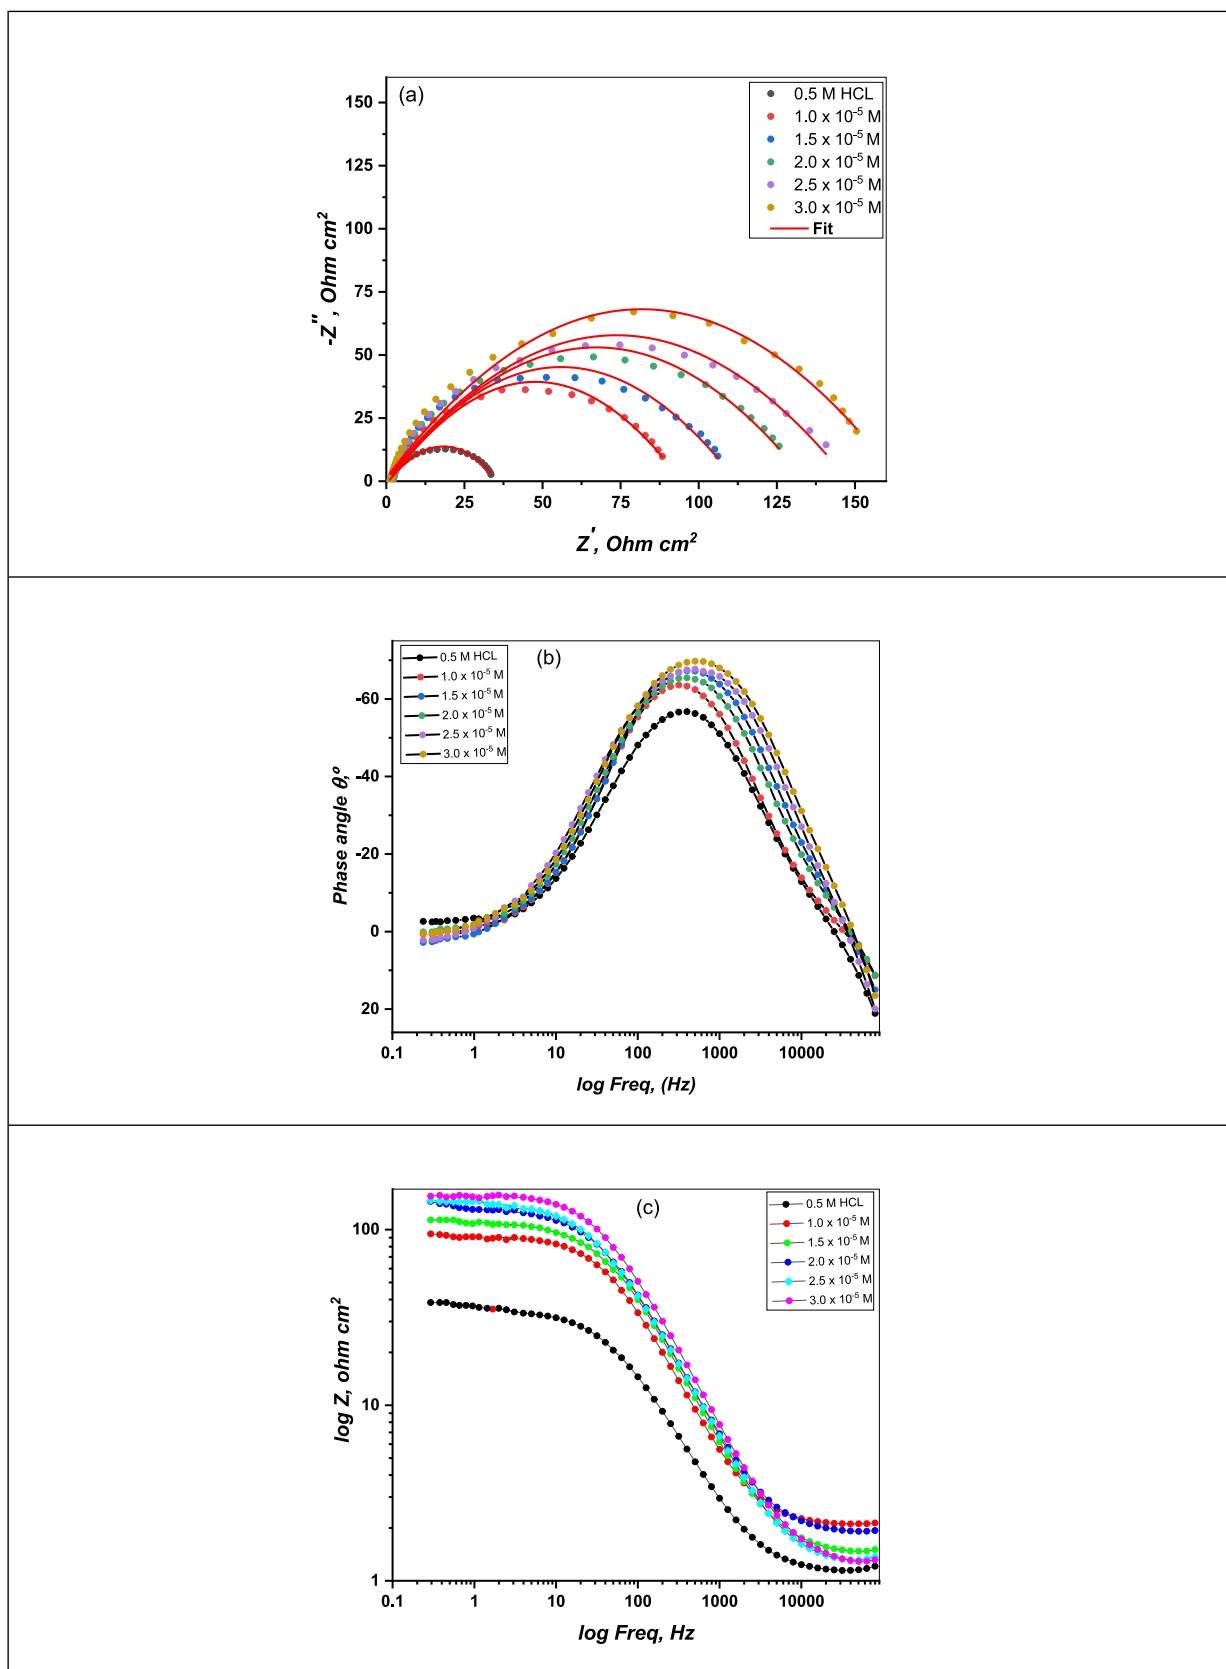 (a)
0.5 M HCL
1.0 x 10⁻⁵ M
1.5 x 10⁻⁵ M
2.0 x 10⁻⁵ M
2.5 x 10⁻⁵ M
3.0 x 10⁻⁵ M
Fit
150
125
100
75
50
25
0
-Z'', Ohm cm²
0 25 50 75 100 125 150
Z', Ohm cm²
(b)
0.5 M HCL
1.0 x 10⁻⁵ M
1.5 x 10⁻⁵ M
2.0 x 10⁻⁵ M
2.5 x 10⁻⁵ M
3.0 x 10⁻⁵ M
-60
-40
-20
0
20
Phase angle θ,º
0.1 1 10 100 1000 10000
log Freq, (Hz)
(c)
0.5 M HCL
1.0 x 10⁻⁵ M
1.5 x 10⁻⁵ M
2.0 x 10⁻⁵ M
2.5 x 10⁻⁵ M
3.0 x 10⁻⁵ M
100
10
1
log Z, ohm cm²
0.1 1 10 100 1000 10000
log Freq, Hz